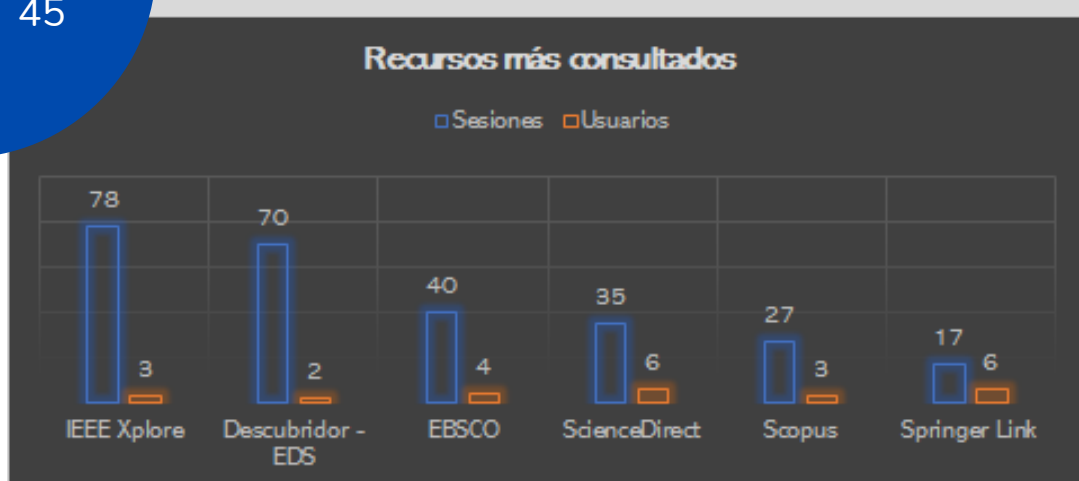 45
Recursos más consultados
Sesiones Usuarios
78
3
70
2
40
4
35
6
27
3
17
6
IEEE Xplore
Descubridor -
EDS
EBSCO
ScienceDirect
Scopus
Springer Link